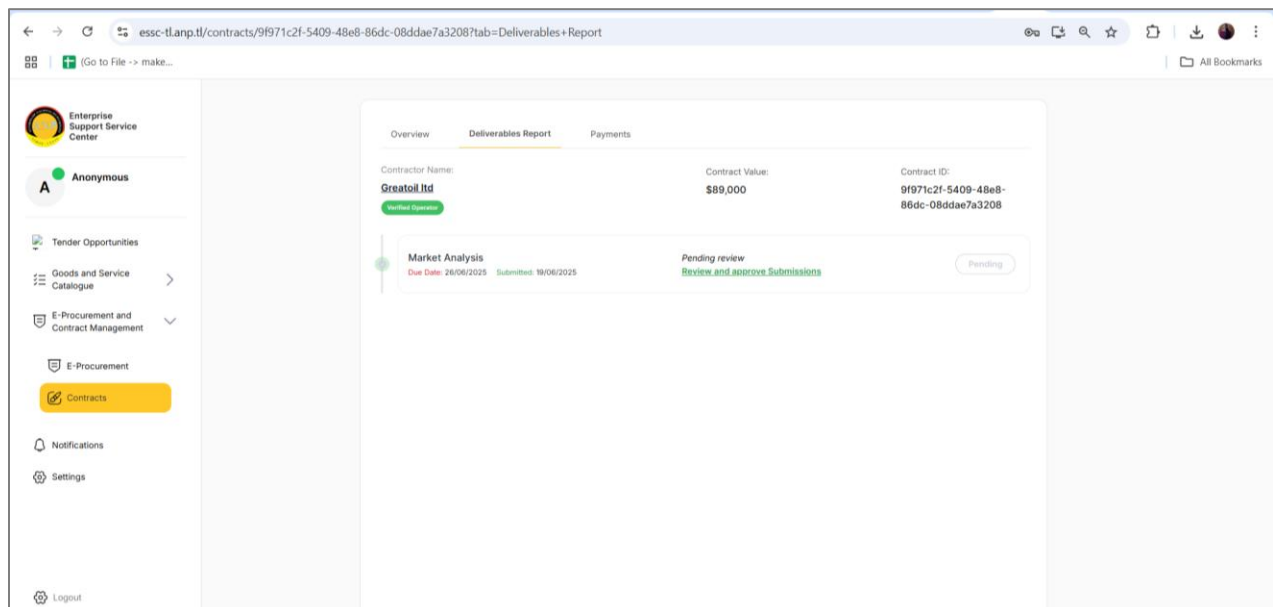 essc-tl.anp.tl/contracts/9f971c2f-5409-48e8-86dc-08ddae7a3208?tab=Deliverables+Report
(Go to File -> make...
All Bookmarks
Enterprise
Support Service
Center
A
Anonymous
Tender Opportunities
Goods and Service
Catalogue
E-Procurement and
Contract Management
E-Procurement
Contracts
Notifications
Settings
Logout
Overview Deliverables Report Payments
Contractor Name:
Greatoil ltd
Verified Operator
Contract Value:
$89,000
Contract ID:
9f971c2f-5409-48e8-
86dc-08ddae7a3208
Market Analysis
Due Date: 26/06/2025 Submitted: 19/06/2025
Pending review
Review and approve Submissions
Pending